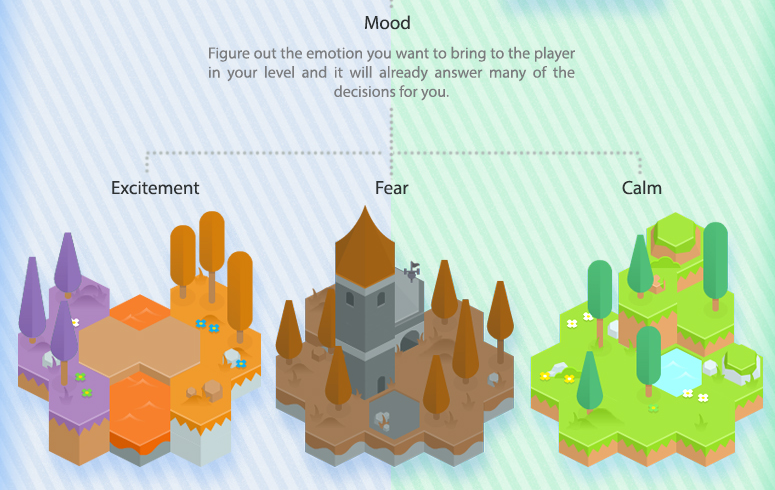 Mood
Figure out the emotion you want to bring to the player
in your level and it will already answer many of the
decisions for you.
Excitement
Fear
Calm